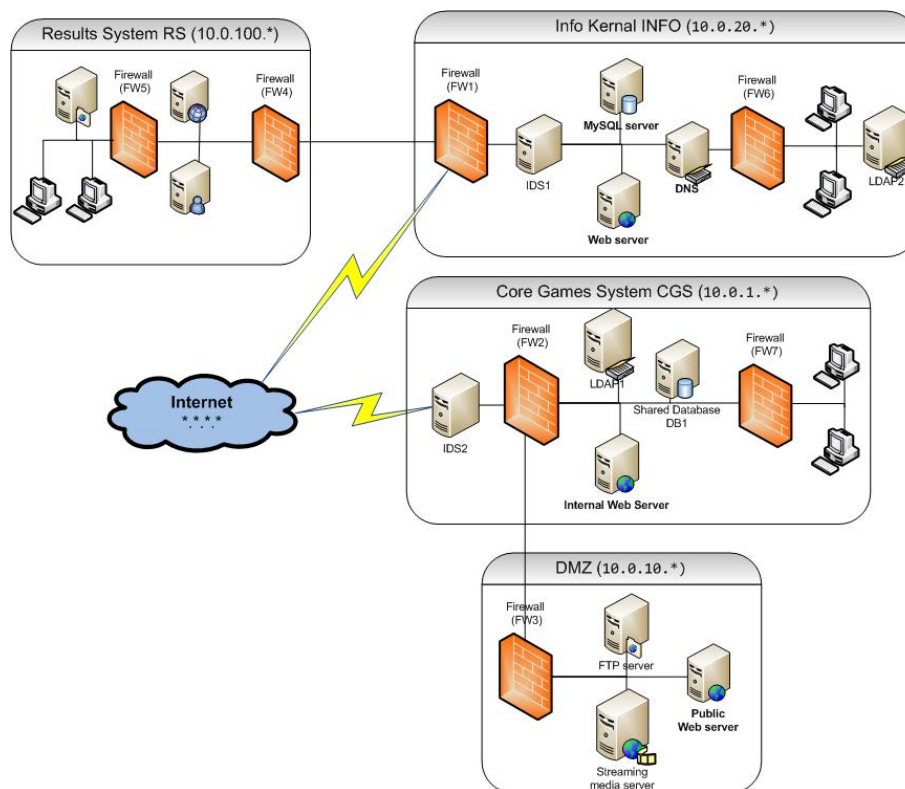 Results System RS (10.0.100.*)
Firewall
(FW5)
Firewall
(FW4)
Info Kernal INFO (10.0.20.*)
Firewall
(FW1)
IDS1
MySQL server
Web server
DNS
Firewall
(FW6)
LDAP2
Internet
*.*.*.*
Core Games System CGS (10.0.1.*)
IDS2
Firewall
(FW2)
LDAP1
Shared Database
DB1
Internal Web Server
Firewall
(FW7)
DMZ (10.0.10.*)
Firewall
(FW3)
FTP server
Public
Web server
Streaming
media server